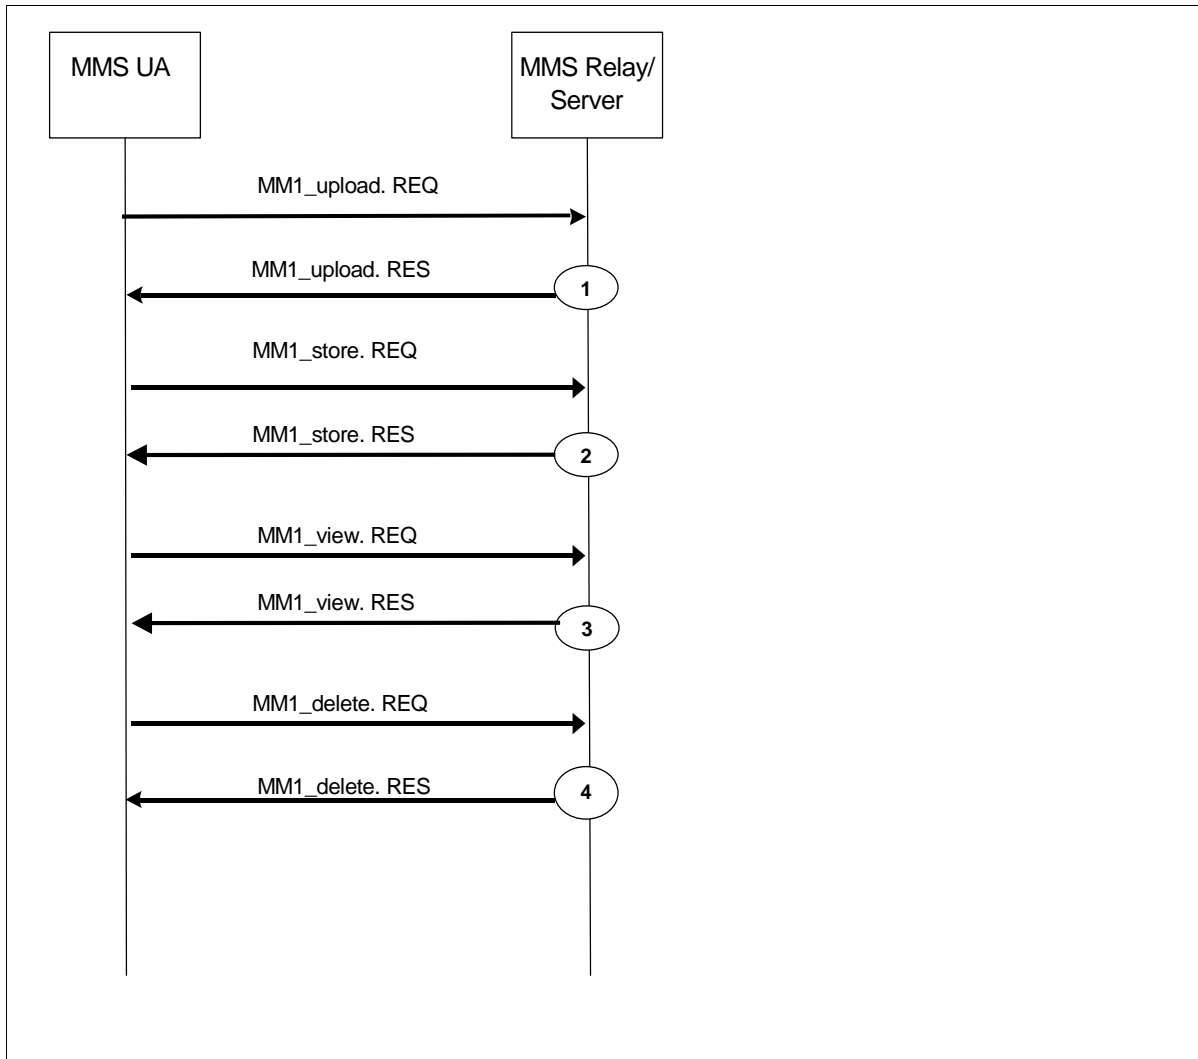 MMS UA
MMS Relay/
Server
MM1_upload. REQ
MM1_upload. RES
1
MM1_store. REQ
MM1_store. RES
2
MM1_view. REQ
MM1_view. RES
3
MM1_delete. REQ
MM1_delete. RES
4